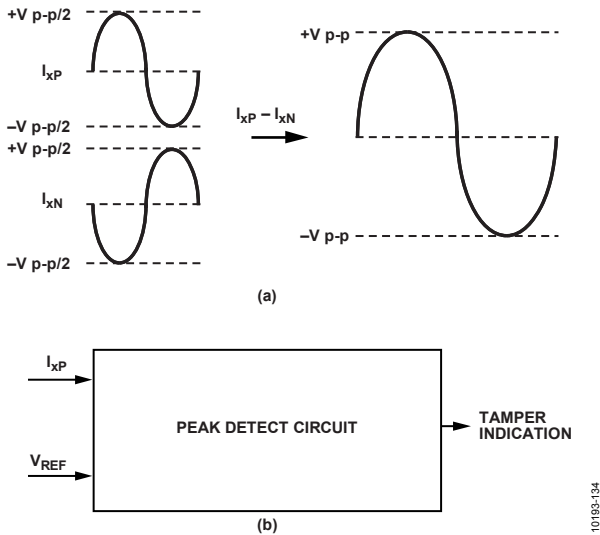 +V p-p/2
IxP
–V p-p/2
+V p-p/2
IxN
–V p-p/2
IxP – IxN
+V p-p
–V p-p
(a)
IxP
VREF
PEAK DETECT CIRCUIT
TAMPER
INDICATION
(b)
10193-134